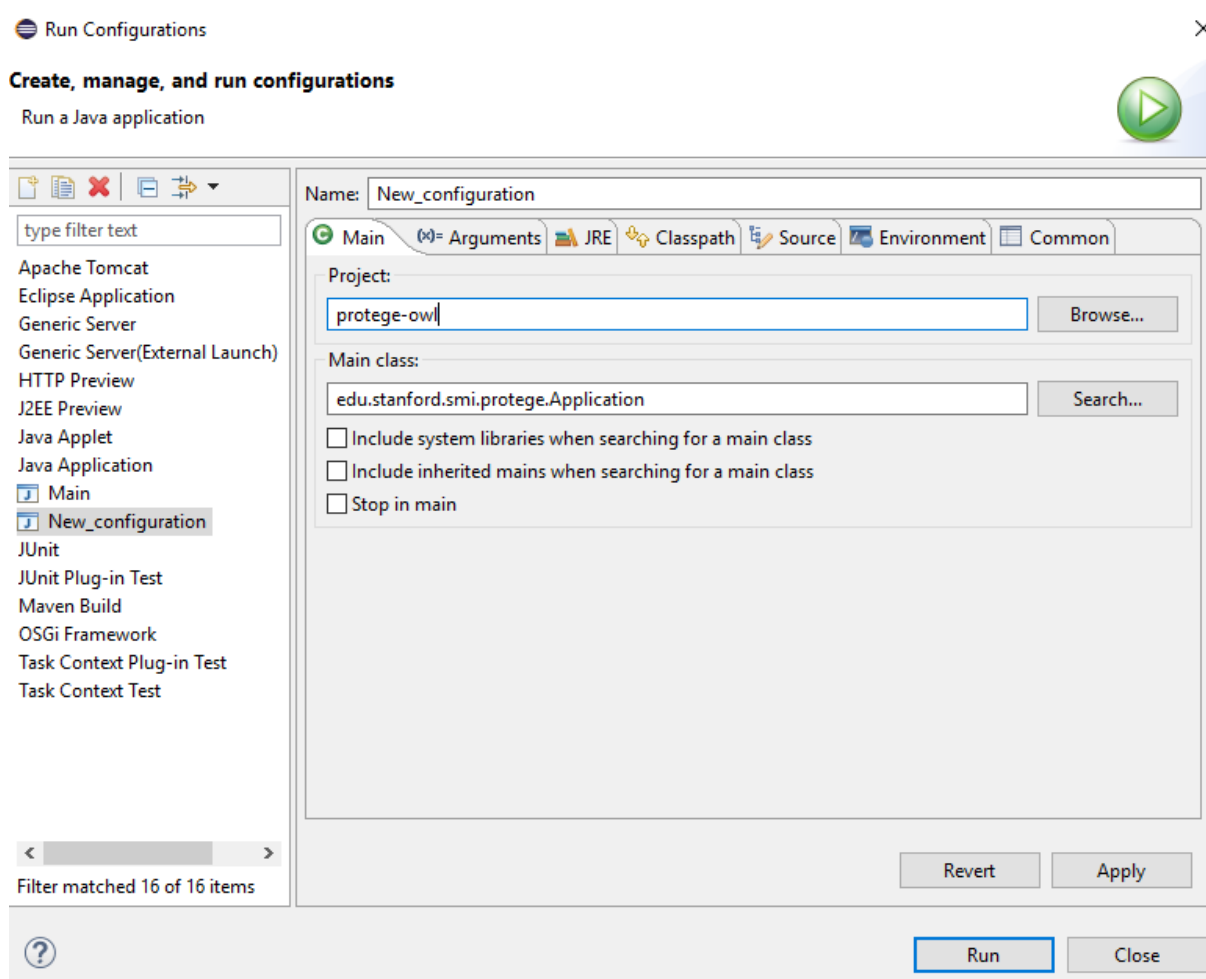 Run Configurations
Create, manage, and run configurations
Run a Java application
type filter text
Apache Tomcat
Eclipse Application
Generic Server
Generic Server(External Launch)
HTTP Preview
J2EE Preview
Java Applet
Java Application
Main
New_configuration
JUnit
JUnit Plug-in Test
Maven Build
OSGi Framework
Task Context Plug-in Test
Task Context Test
Filter matched 16 of 16 items
Name: New_configuration
Main (x)= Arguments JRE Classpath Source Environment Common
Project:
protege-owl Browse...
Main class:
edu.stanford.smi.protege.Application Search...
Include system libraries when searching for a main class
Include inherited mains when searching for a main class
Stop in main
Revert Apply
Run Close